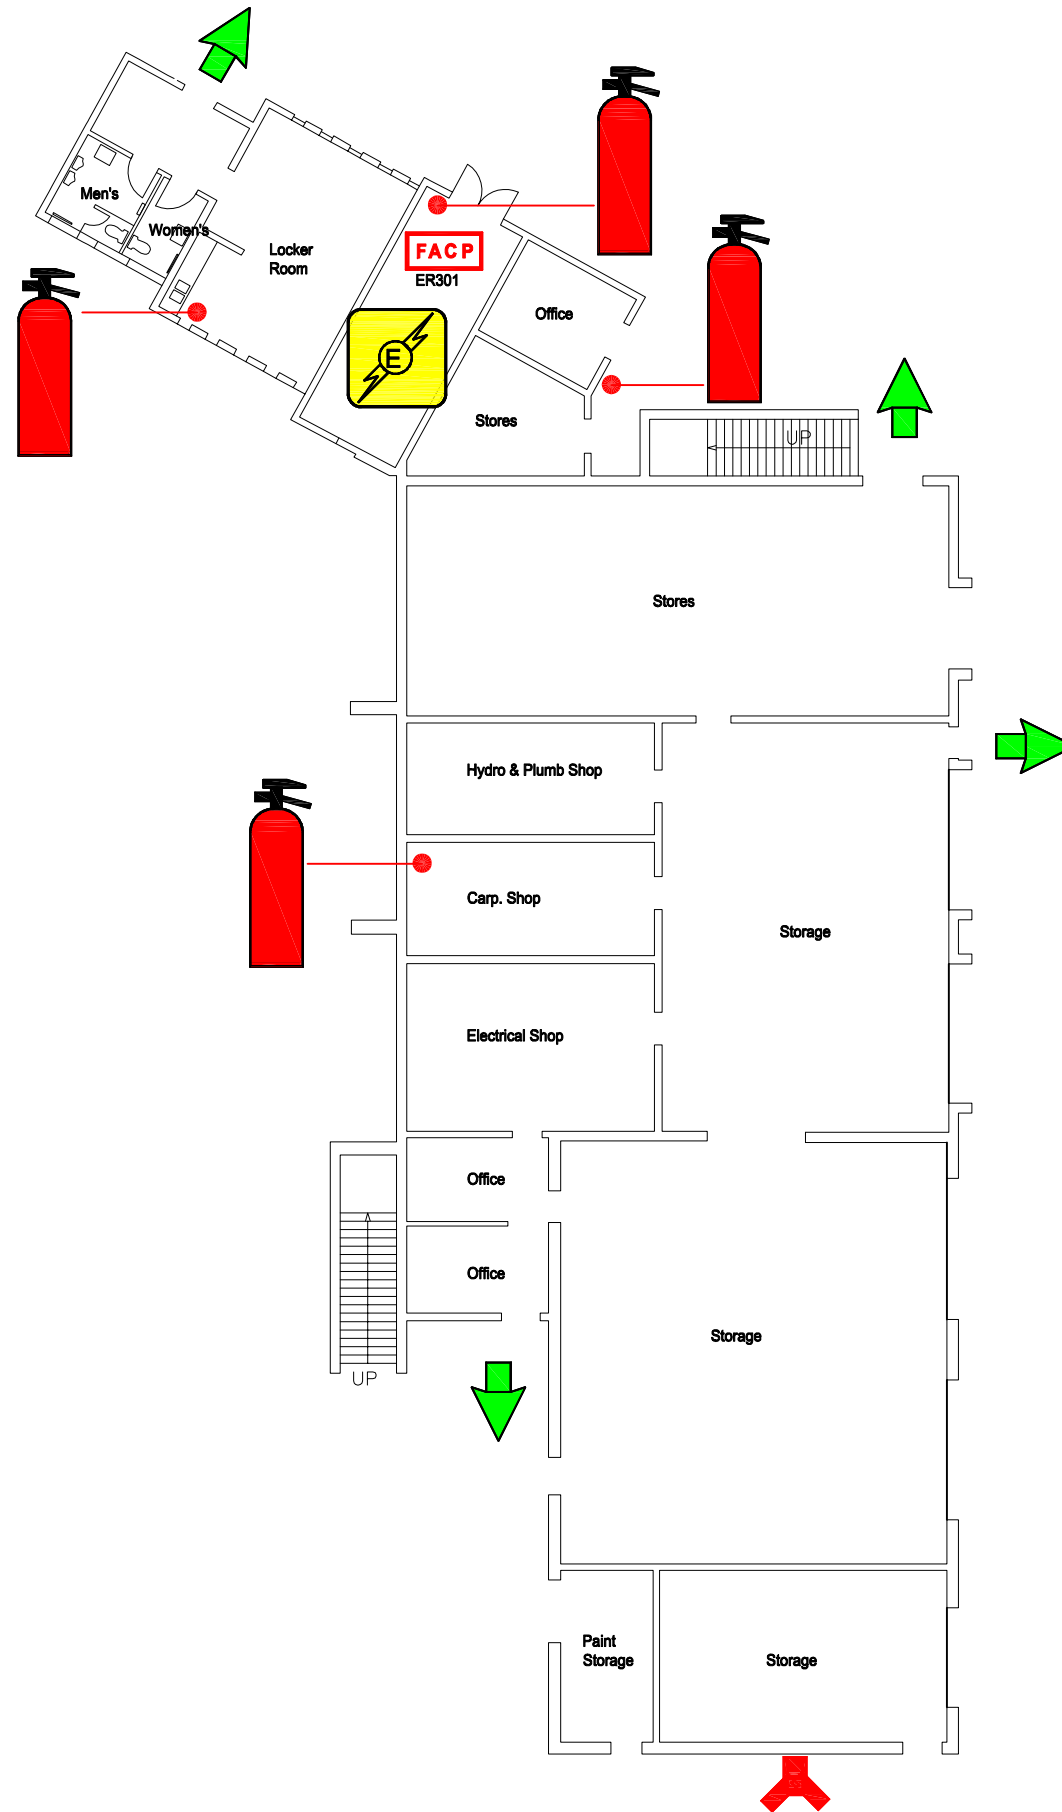 Men's
Women's
Locker
Room
FACP
ER301
E
Office
Stores
UP
Stores
Hydro & Plumb Shop
Carp. Shop
Storage
Electrical Shop
Office
Office
Storage
UP
Paint
Storage
Storage